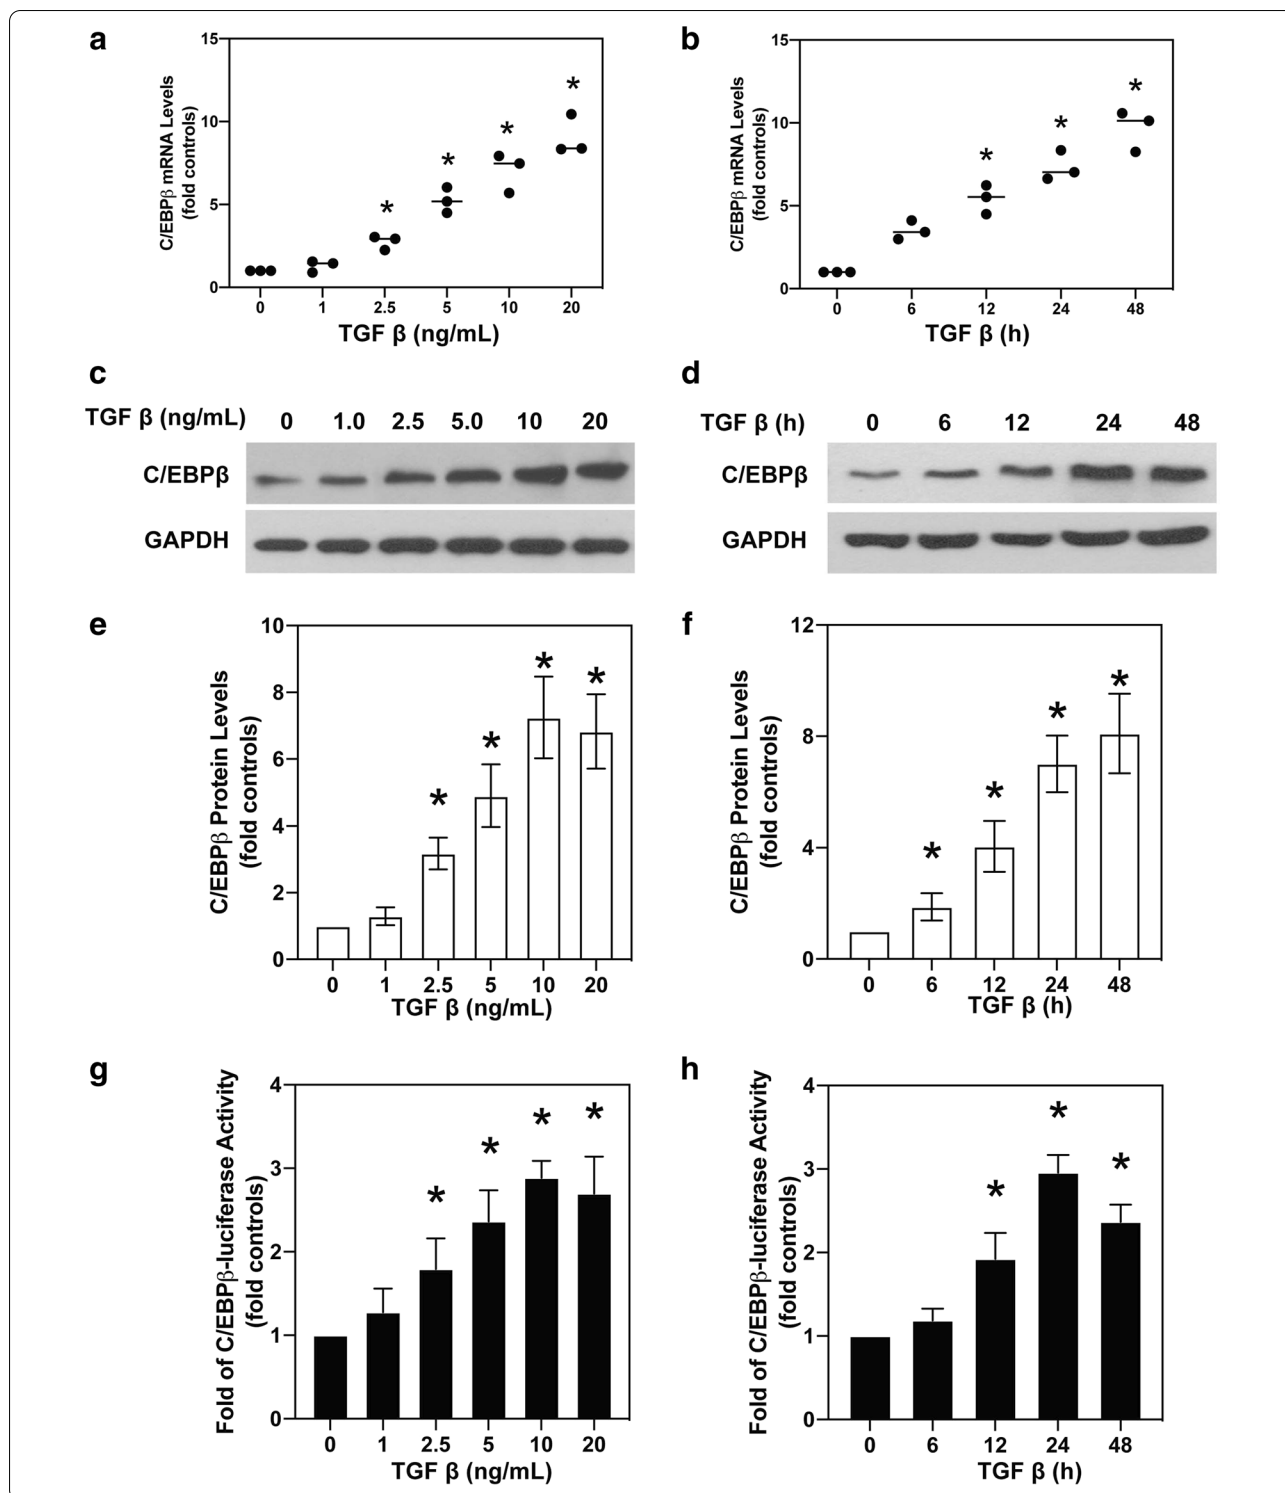 a
15
10
5
0
C/EBPβ mRNA Levels
(fold controls)
*
*
*
*
0 1 2.5 5 10 20
TGF β (ng/mL)
b
15
10
5
0
C/EBPβ mRNA Levels
(fold controls)
*
*
*
0 6 12 24 48
TGF β (h)
c
TGF β (ng/mL) 0 1.0 2.5 5.0 10 20
C/EBPβ
GAPDH
d
TGF β (h) 0 6 12 24 48
C/EBPβ
GAPDH
e
10
8
6
4
2
0
C/EBPβ Protein Levels
(fold controls)
*
*
*
*
0 1 2.5 5 10 20
TGF β (ng/mL)
f
12
8
4
0
C/EBPβ Protein Levels
(fold controls)
*
*
*
*
0 6 12 24 48
TGF β (h)
g
4
3
2
1
0
Fold of C/EBPβ-luciferase Activity
(fold controls)
*
*
*
*
0 1 2.5 5 10 20
TGF β (ng/mL)
h
4
3
2
1
0
Fold of C/EBPβ-luciferase Activity
(fold controls)
*
*
*
0 6 12 24 48
TGF β (h)